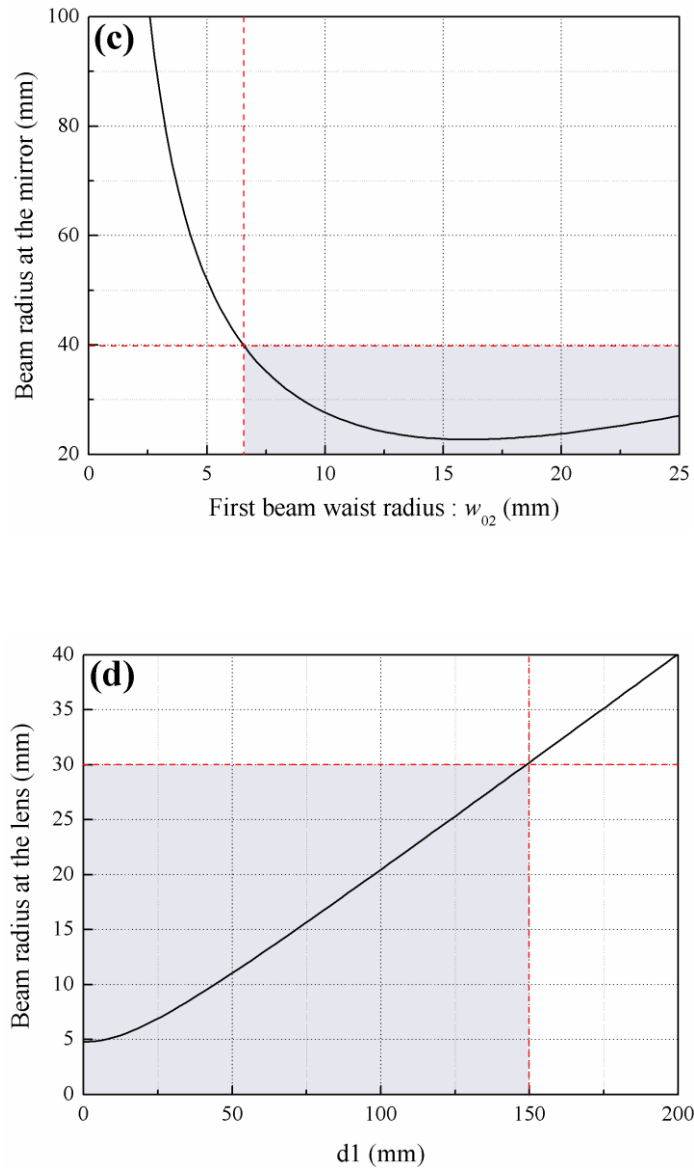 (c)
Beam radius at the mirror (mm)
100
80
60
40
20
0 5 10 15 20 25
First beam waist radius : w₀₂ (mm)
(d)
Beam radius at the lens (mm)
40
35
30
25
20
15
10
5
0
0 50 100 150 200
d1 (mm)